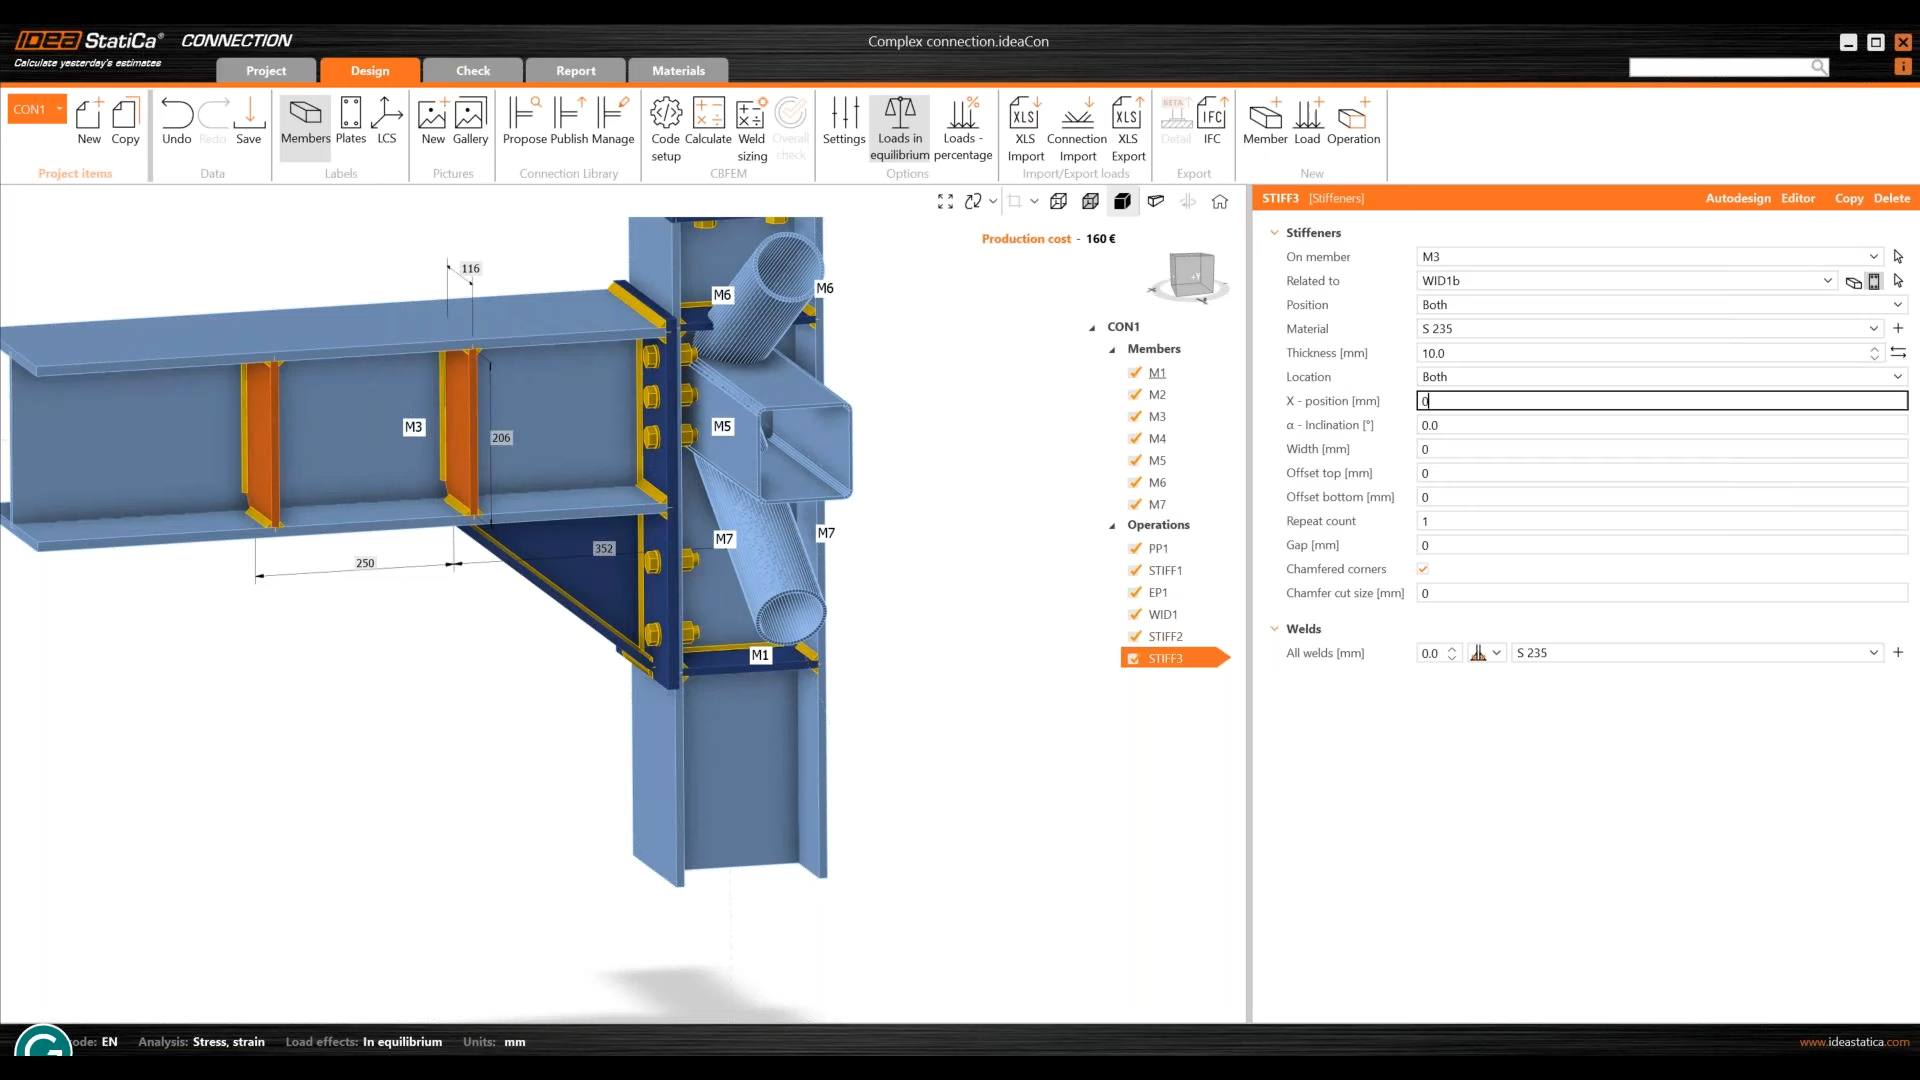 IDEA StatiCa® CONNECTION
Calculate yesterday's estimates
Complex connection.ideaCon
Project Design Check Report Materials
CON1 New Copy Undo Redo Save Members Plates LCS New Gallery Propose Publish Manage Code setup Calculate Weld sizing Overall check Settings Loads in equilibrium Loads - percentage XLS Import Connection Import XLS Export BETA Detail IFC Member Load Operation
Project items Data Labels Pictures Connection Library CBFEM Options Import/Export loads Export New
STIFF3 [Stiffeners] Autodesign Editor Copy Delete
Production cost - 160 €
+Y
116
M6
M6
M3
M5
206
M7
M7
352
250
M1
CON1
Members
M1
M2
M3
M4
M5
M6
M7
Operations
PP1
STIFF1
EP1
WID1
STIFF2
STIFF3
Stiffeners
On member M3
Related to WID1b
Position Both
Material S 235
Thickness [mm] 10.0
Location Both
X - position [mm] 0
α - Inclination [°] 0.0
Width [mm] 0
Offset top [mm] 0
Offset bottom [mm] 0
Repeat count 1
Gap [mm] 0
Chamfered corners
Chamfer cut size [mm] 0
Welds
All welds [mm] 0.0 S 235
ode: EN Analysis: Stress, strain Load effects: In equilibrium Units: mm
www.ideastatica.com